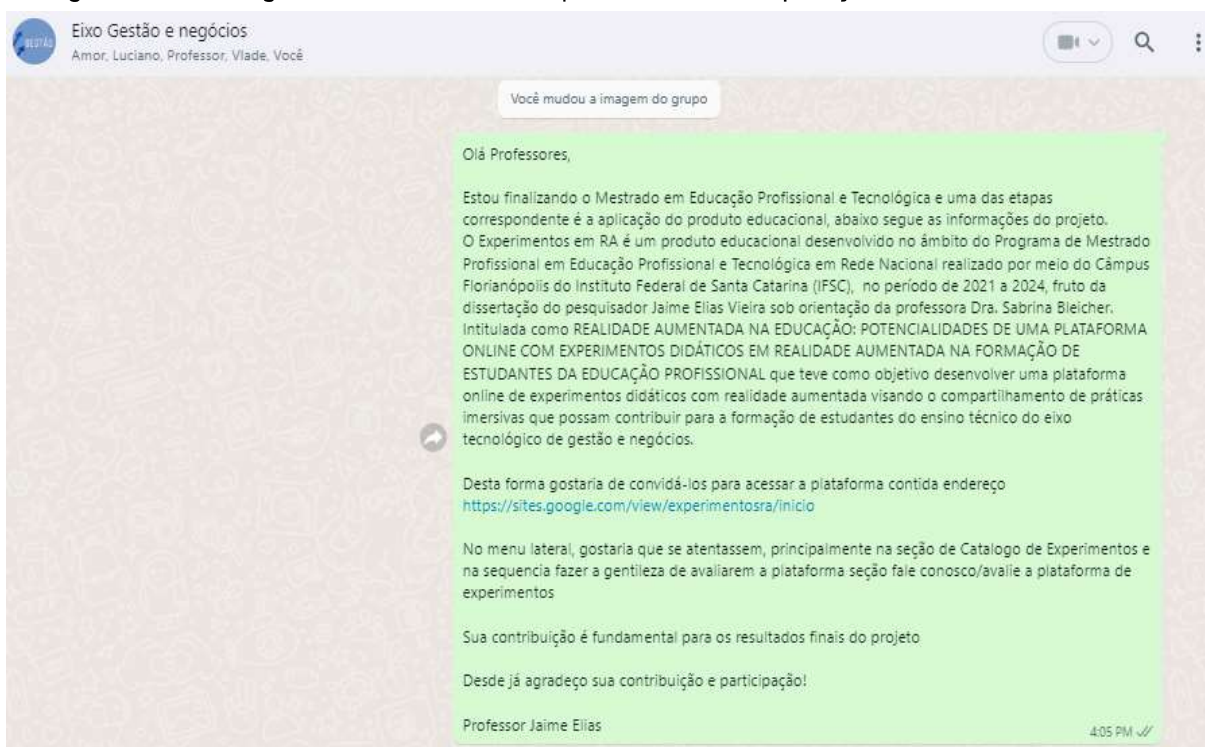 Eixo Gestão e negócios
Amor, Luciano, Professor, Vlade, Você
Você mudou a imagem do grupo
Olá Professores,
Estou finalizando o Mestrado em Educação Profissional e Tecnológica e uma das etapas
correspondente é a aplicação do produto educacional, abaixo segue as informações do projeto.
O Experimentos em RA é um produto educacional desenvolvido no âmbito do Programa de Mestrado
Profissional em Educação Profissional e Tecnológica em Rede Nacional realizado por meio do Câmpus
Florianópolis do Instituto Federal de Santa Catarina (IFSC), no período de 2021 a 2024, fruto da
dissertação do pesquisador Jaime Elias Vieira sob orientação da professora Dra. Sabrina Bleicher.
Intitulada como REALIDADE AUMENTADA NA EDUCAÇÃO: POTENCIALIDADES DE UMA PLATAFORMA
ONLINE COM EXPERIMENTOS DIDÁTICOS EM REALIDADE AUMENTADA NA FORMAÇÃO DE
ESTUDANTES DA EDUCAÇÃO PROFISSIONAL que teve como objetivo desenvolver uma plataforma
online de experimentos didáticos com realidade aumentada visando o compartilhamento de práticas
imersivas que possam contribuir para a formação de estudantes do ensino técnico do eixo
tecnológico de gestão e negócios.
Desta forma gostaria de convidá-los para acessar a plataforma contida endereço
https://sites.google.com/view/experimentosra/inicio
No menu lateral, gostaria que se atentassem, principalmente na seção de Catalogo de Experimentos e
na sequencia fazer a gentileza de avaliarem a plataforma seção fale conosco/avalie a plataforma de
experimentos
Sua contribuição é fundamental para os resultados finais do projeto
Desde já agradeço sua contribuição e participação!
Professor Jaime Elias
4:05 PM